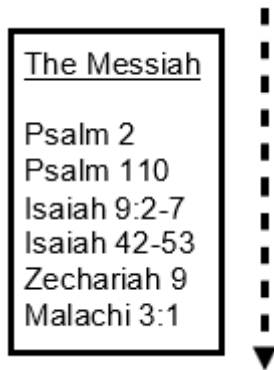 The Messiah
Psalm 2
Psalm 110
Isaiah 9:2-7
Isaiah 42-53
Zechariah 9
Malachi 3:1